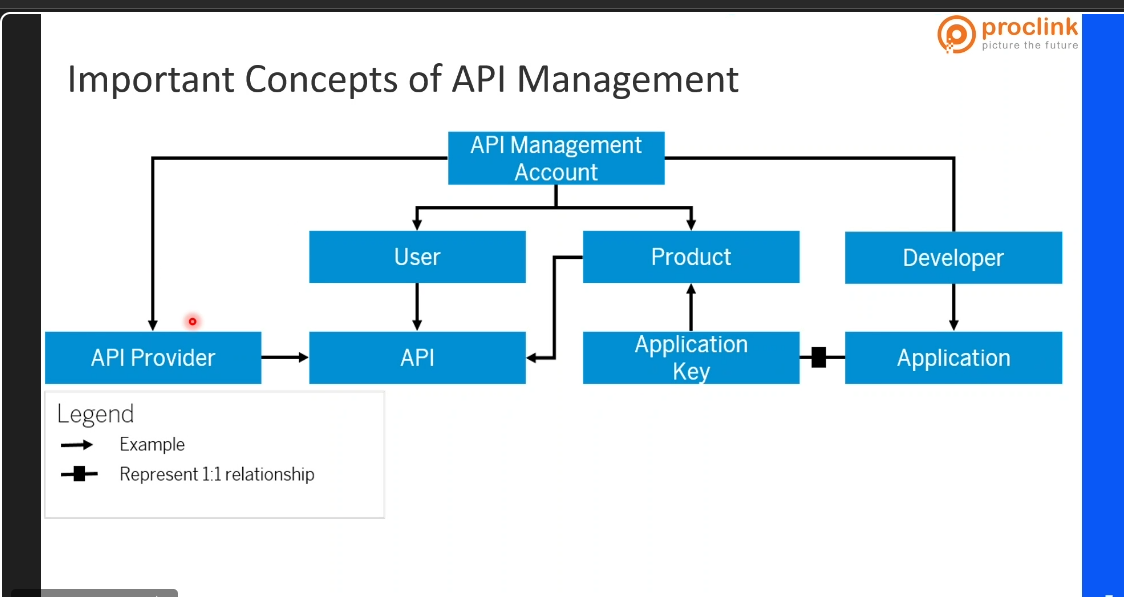 proclink
picture the future
Important Concepts of API Management
API Management
Account
User
Product
Developer
API Provider
API
Application
Key
Application
Legend
Example
Represent 1:1 relationship